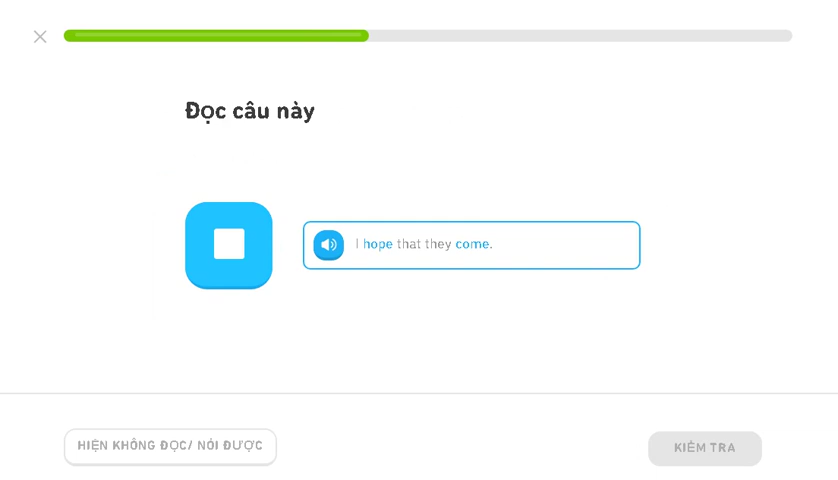 Đọc câu này
I hope that they come.
HIỆN KHÔNG ĐỌC/ NÓI ĐƯỢC
KIỂM TRA